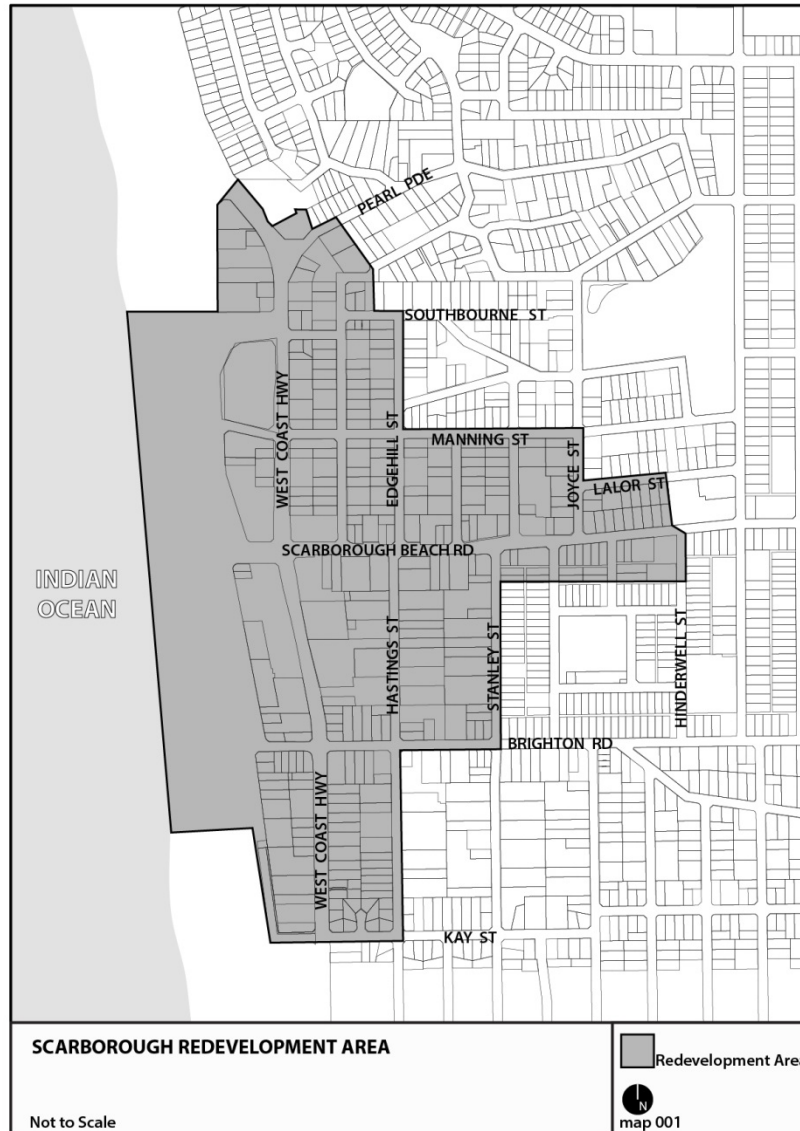 PEARL PDE
SOUTHBOURNE ST
WEST COAST HWY
EDGEHILL ST
MANNING ST
JOYCE ST
LALOR ST
SCARBOROUGH BEACH RD
INDIAN
OCEAN
HASTINGS ST
STANLEY ST
HINDERWELL ST
BRIGHTON RD
WEST COAST HWY
KAY ST
SCARBOROUGH REDEVELOPMENT AREA
Redevelopment Area
N
Not to Scale
map 001